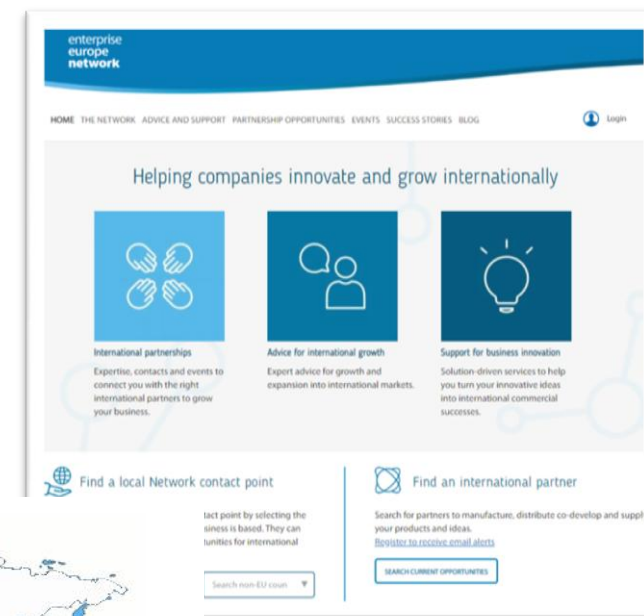 enterprise
europe
network
HOME THE NETWORK ADVICE AND SUPPORT PARTNERSHIP OPPORTUNITIES EVENTS SUCCESS STORIES BLOG
Login
Helping companies innovate and grow internationally
International partnerships
Expertise, contacts and events to
connect you with the right
international partners to grow
your business.
Advice for international growth
Expert advice for growth and
expansion into international markets.
Support for business innovation
Solution-driven services to help
you turn your innovative ideas
into international commercial
successes.
Find a local Network contact point
point by selecting the
is based. They can
for international
Search non-EU coun
Find an international partner
Search for partners to manufacture, distribute co-develop and suppl
your products and ideas.
Register to receive email alerts
SEARCH CURRENT OPPORTUNITIES